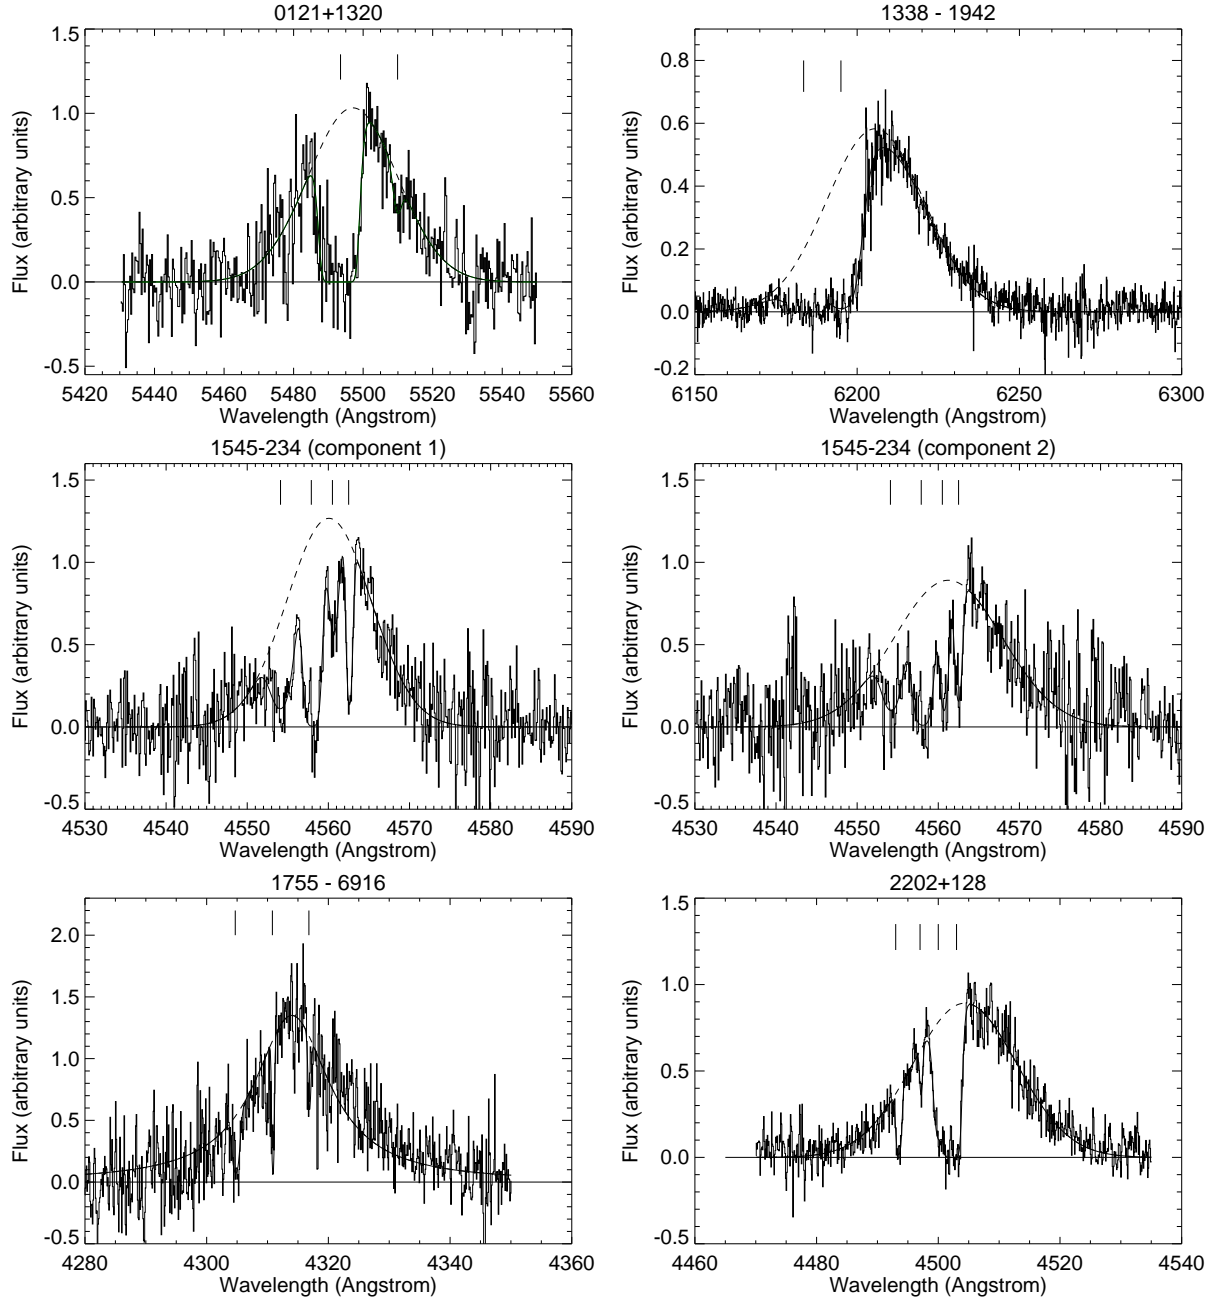 0121+1320
1.5
1.0
0.5
0.0
-0.5
Flux (arbitrary units)
5420 5440 5460 5480 5500 5520 5540 5560
Wavelength (Angstrom)
1338 - 1942
0.8
0.6
0.4
0.2
0.0
-0.2
Flux (arbitrary units)
6150 6200 6250 6300
Wavelength (Angstrom)
1545-234 (component 1)
1.5
1.0
0.5
0.0
-0.5
Flux (arbitrary units)
4530 4540 4550 4560 4570 4580 4590
Wavelength (Angstrom)
1545-234 (component 2)
1.5
1.0
0.5
0.0
-0.5
Flux (arbitrary units)
4530 4540 4550 4560 4570 4580 4590
Wavelength (Angstrom)
1755 - 6916
2.0
1.5
1.0
0.5
0.0
-0.5
Flux (arbitrary units)
4280 4300 4320 4340 4360
Wavelength (Angstrom)
2202+128
1.5
1.0
0.5
0.0
-0.5
Flux (arbitrary units)
4460 4480 4500 4520 4540
Wavelength (Angstrom)